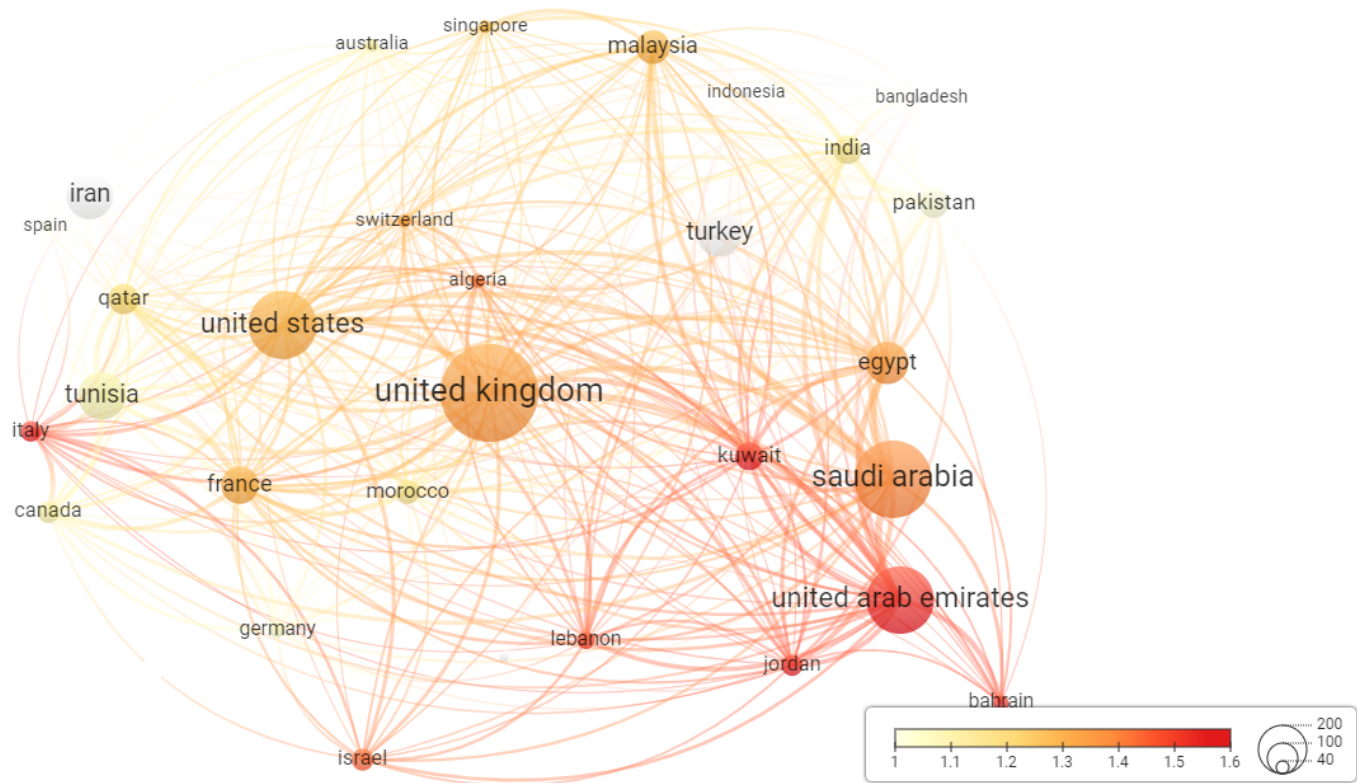 singapore
australia
malaysia
indonesia
bangladesh
india
iran
pakistan
spain
switzerland
turkey
algeria
qatar
united states
egypt
united kingdom
tunisia
italy
kuwait
saudi arabia
france
morocco
canada
united arab emirates
germany
lebanon
jordan
bahrain
israel
1 1.1 1.2 1.3 1.4 1.5 1.6
200
100
40